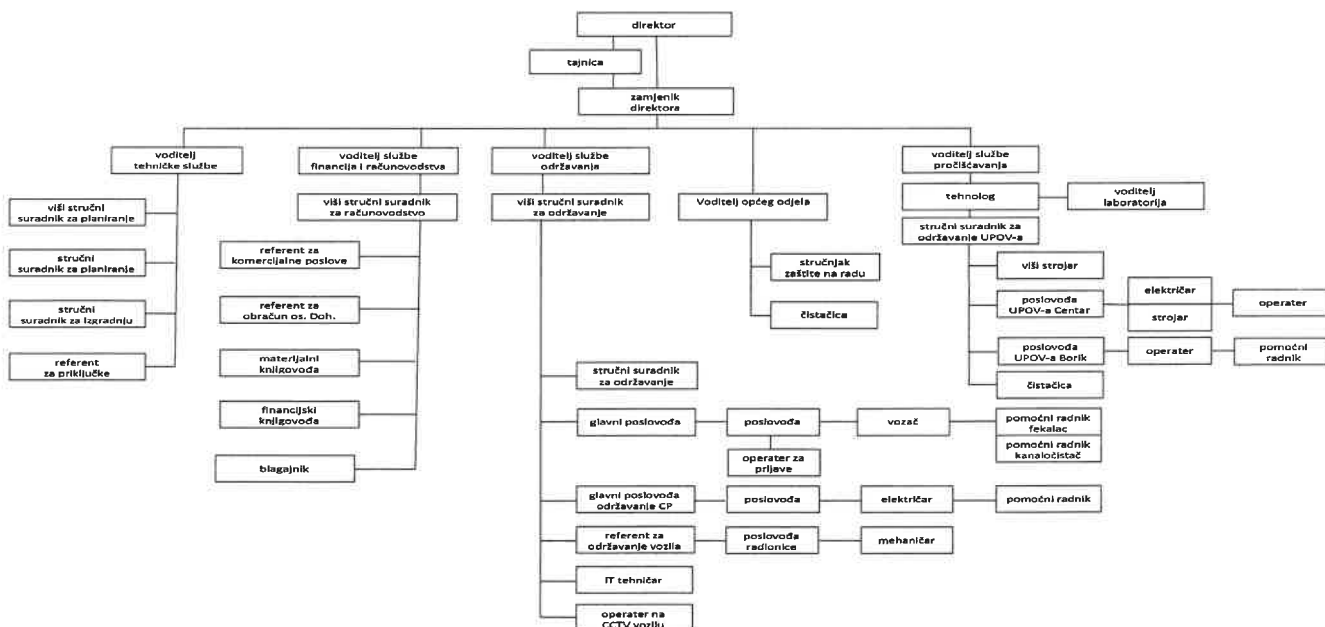 direktor
tajnica
zamjenik
direktora
voditelj
tehničke službe
voditelj službe
financija i računovodstva
voditelj službe
održavanja
voditelj službe
pročišćavanja
viši stručni
suradnik za planiranje
stručni
suradnik za planiranje
stručni
suradnik za izgradnju
referent
za priključke
viši stručni suradnik
za računovodstvo
referent za
komercijalne poslove
referent za
obračun os. Doh.
materijalni
knjigovođa
financijski
knjigovođa
blagajnik
viši stručni suradnik
za održavanje
stručni suradnik
za održavanje
glavni poslovođa
poslovođa
vozač
pomoćni radnik
fekalac
pomoćni radnik
kanaločistač
operater za
prijave
glavni poslovođa
održavanje CP
poslovođa
električar
pomoćni radnik
referent za
održavanje vozila
poslovođa
radionice
mehaničar
IT tehničar
operater na
CCTV vozilu
Voditelj općeg odjela
stručnjak
zaštite na radu
čistačica
tehnolog
voditelj
laboratorija
stručni suradnik za
održavanje UPOV-a
viši strojar
poslovođa
UPOV-a Centar
električar
strojar
operater
poslovođa
UPOV-a Borik
operater
pomoćni
radnik
čistačica